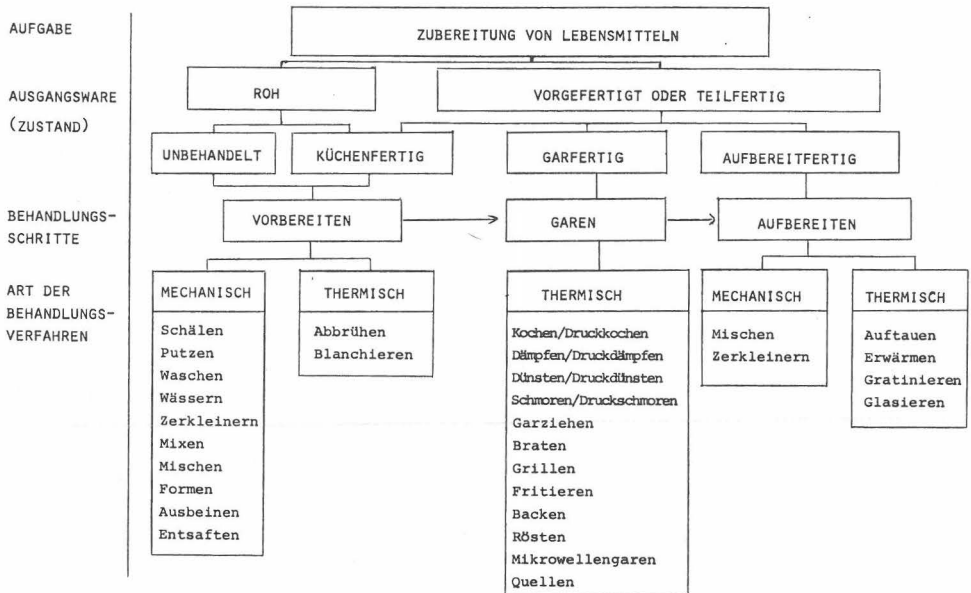 AUFGABE
ZUBEREITUNG VON LEBENSMITTELN
AUSGANGSWARE
(ZUSTAND)
ROH
VORGEFERTIGT ODER TEILFERTIG
UNBEHANDELT
KÜCHENFERTIG
GARFERTIG
AUFBEREITFERTIG
BEHANDLUNGS-
SCHRITTE
VORBEREITEN
GAREN
AUFBEREITEN
ART DER
BEHANDLUNGS-
VERFAHREN
MECHANISCH
Schälen
Putzen
Waschen
Wässern
Zerkleinern
Mixen
Mischen
Formen
Ausbeinen
Entsaften
THERMISCH
Abbrühen
Blanchieren
THERMISCH
Kochen/Druckkochen
Dämpfen/Druckdämpfen
Dünsten/Druckdünsten
Schmoren/Druckschmoren
Garziehen
Braten
Grillen
Fritieren
Backen
Rösten
Mikrowellengaren
Quellen
MECHANISCH
Mischen
Zerkleinern
THERMISCH
Auftauen
Erwärmen
Gratinieren
Glasieren